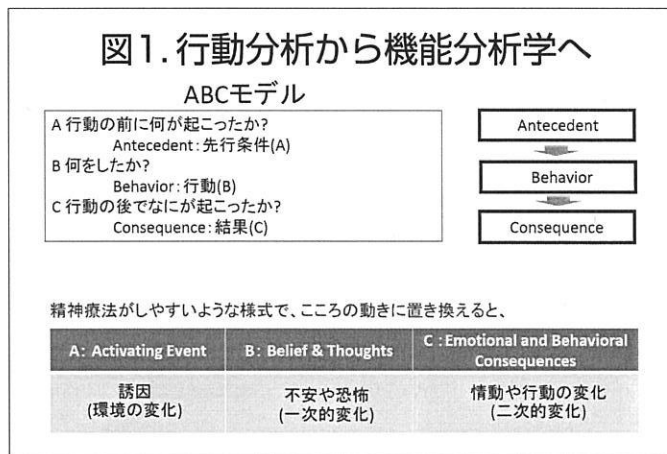 図1.行動分析から機能分析学へ
ABCモデル
A 行動の前に何が起こったか?
Antecedent：先行条件(A)
B 何をしたか?
Behavior：行動(B)
C 行動の後でなにが起こったか?
Consequence：結果(C)
Antecedent
Behavior
Consequence
精神療法がしやすいような様式で、こころの動きに置き換えると、
A： Activating Event
B： Belief & Thoughts
C ：Emotional and Behavioral
Consequences
誘因
(環境の変化)
不安や恐怖
(一次的変化)
情動や行動の変化
(二次的変化)